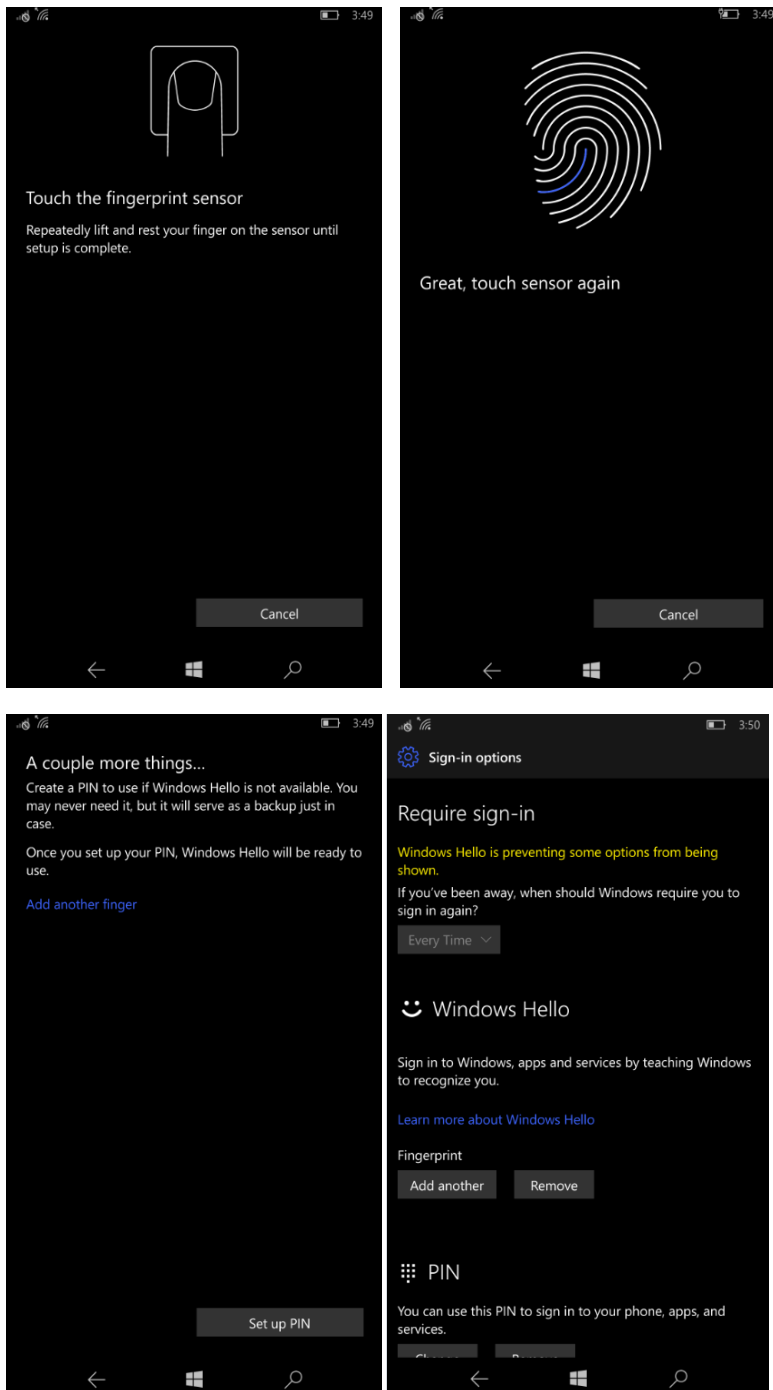 3:49
Touch the fingerprint sensor
Repeatedly lift and rest your finger on the sensor until
setup is complete.
Cancel
3:49
Great, touch sensor again
Cancel
3:49
A couple more things...
Create a PIN to use if Windows Hello is not available. You
may never need it, but it will serve as a backup just in
case.
Once you set up your PIN, Windows Hello will be ready to
use.
Add another finger
Set up PIN
3:50
Sign-in options
Require sign-in
Windows Hello is preventing some options from being
shown.
If you've been away, when should Windows require you to
sign in again?
Every Time
Windows Hello
Sign in to Windows, apps and services by teaching Windows
to recognize you.
Learn more about Windows Hello
Fingerprint
Add another Remove
PIN
You can use this PIN to sign in to your phone, apps, and
services.